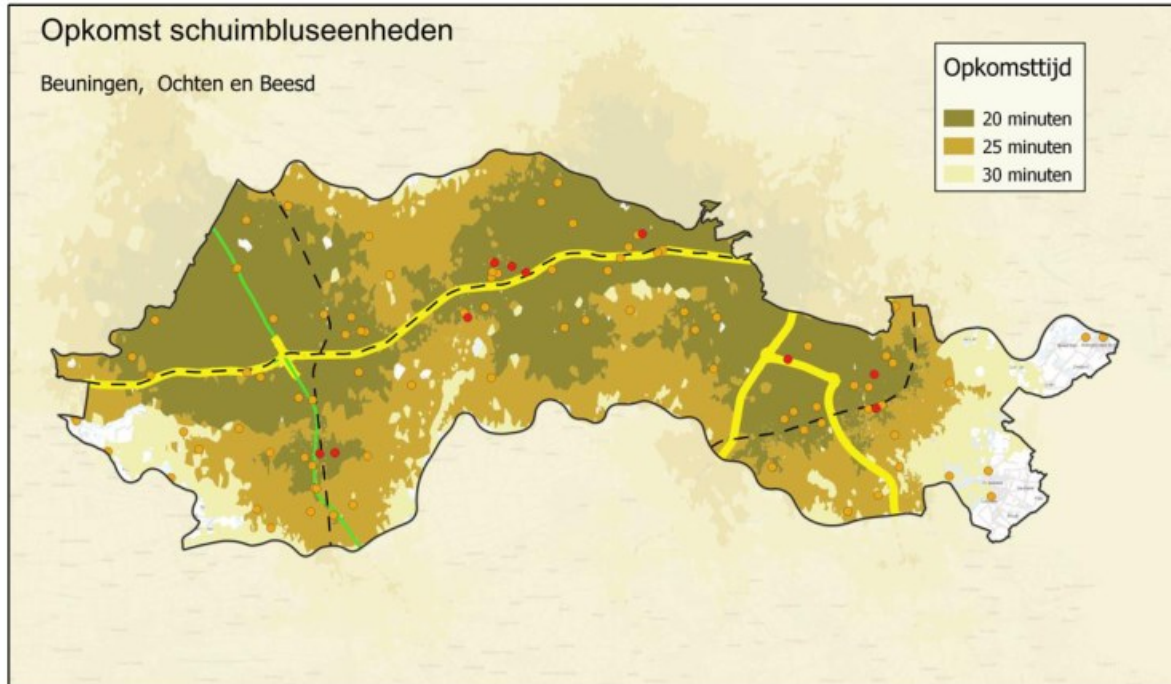 Opkomst schuimbluseenheden
Beuningen, Ochten en Beesd
Opkomsttijd
20 minuten
25 minuten
30 minuten